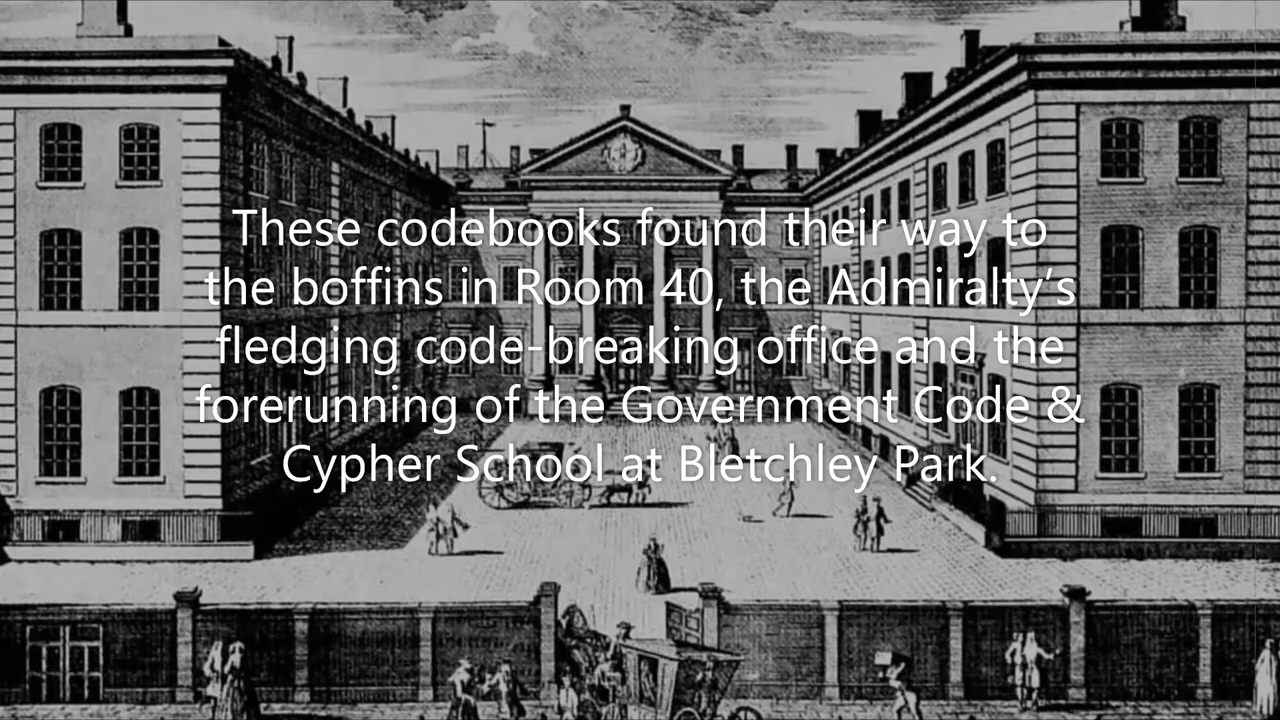 These codebooks found their way to
the boffins in Room 40, the Admiralty's
fledging code-breaking office and the
forerunning of the Government Code &
Cypher School at Bletchley Park.